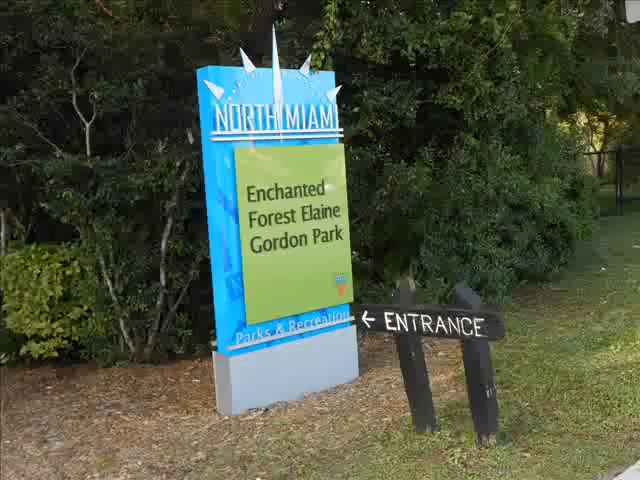 NORTH MIAMI
Enchanted
Forest Elaine
Gordon Park
Parks & Recreation
← ENTRANCE